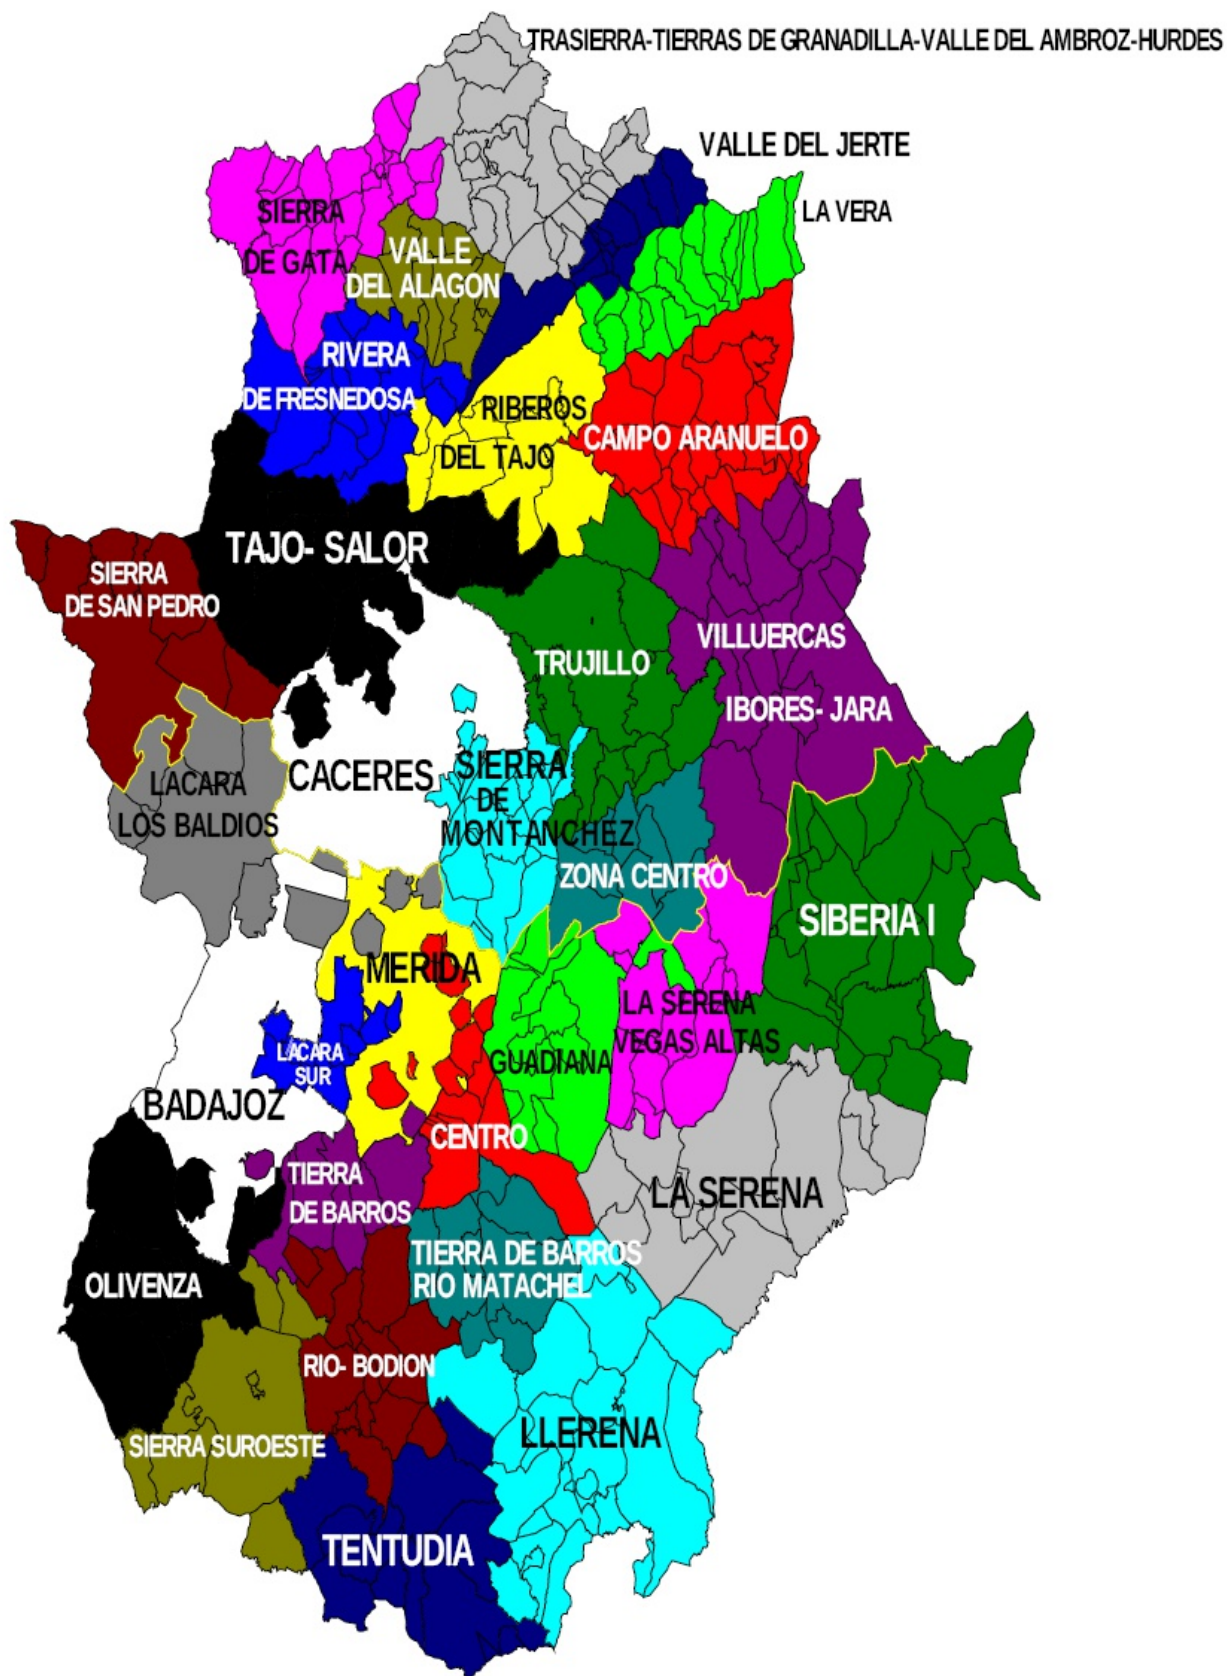 TRASIERRA-TIERRAS DE GRANADILLA-VALLE DEL AMBROZ-HURDES
VALLE DEL JERTE
LA VERA
SIERRA
DE GATA
VALLE
DEL ALAGON
RIVERA
DE FRESNEDOSA
RIBEROS
DEL TAJO
CAMPO ARANUELO
TAJO- SALOR
SIERRA
DE SAN PEDRO
TRUJILLO
VILLUERCAS
IBORES- JARA
CACERES
SIERRA
DE
MONTANCHEZ
LACARA
LOS BALDIOS
ZONA CENTRO
SIBERIA I
MERIDA
LA SERENA
VEGAS ALTAS
GUADIANA
LACARA
SUR
BADAJOZ
CENTRO
TIERRA
DE BARROS
LA SERENA
TIERRA DE BARROS
RIO MATACHEL
OLIVENZA
RIO- BODION
LLERENA
SIERRA SUROESTE
TENTUDIA